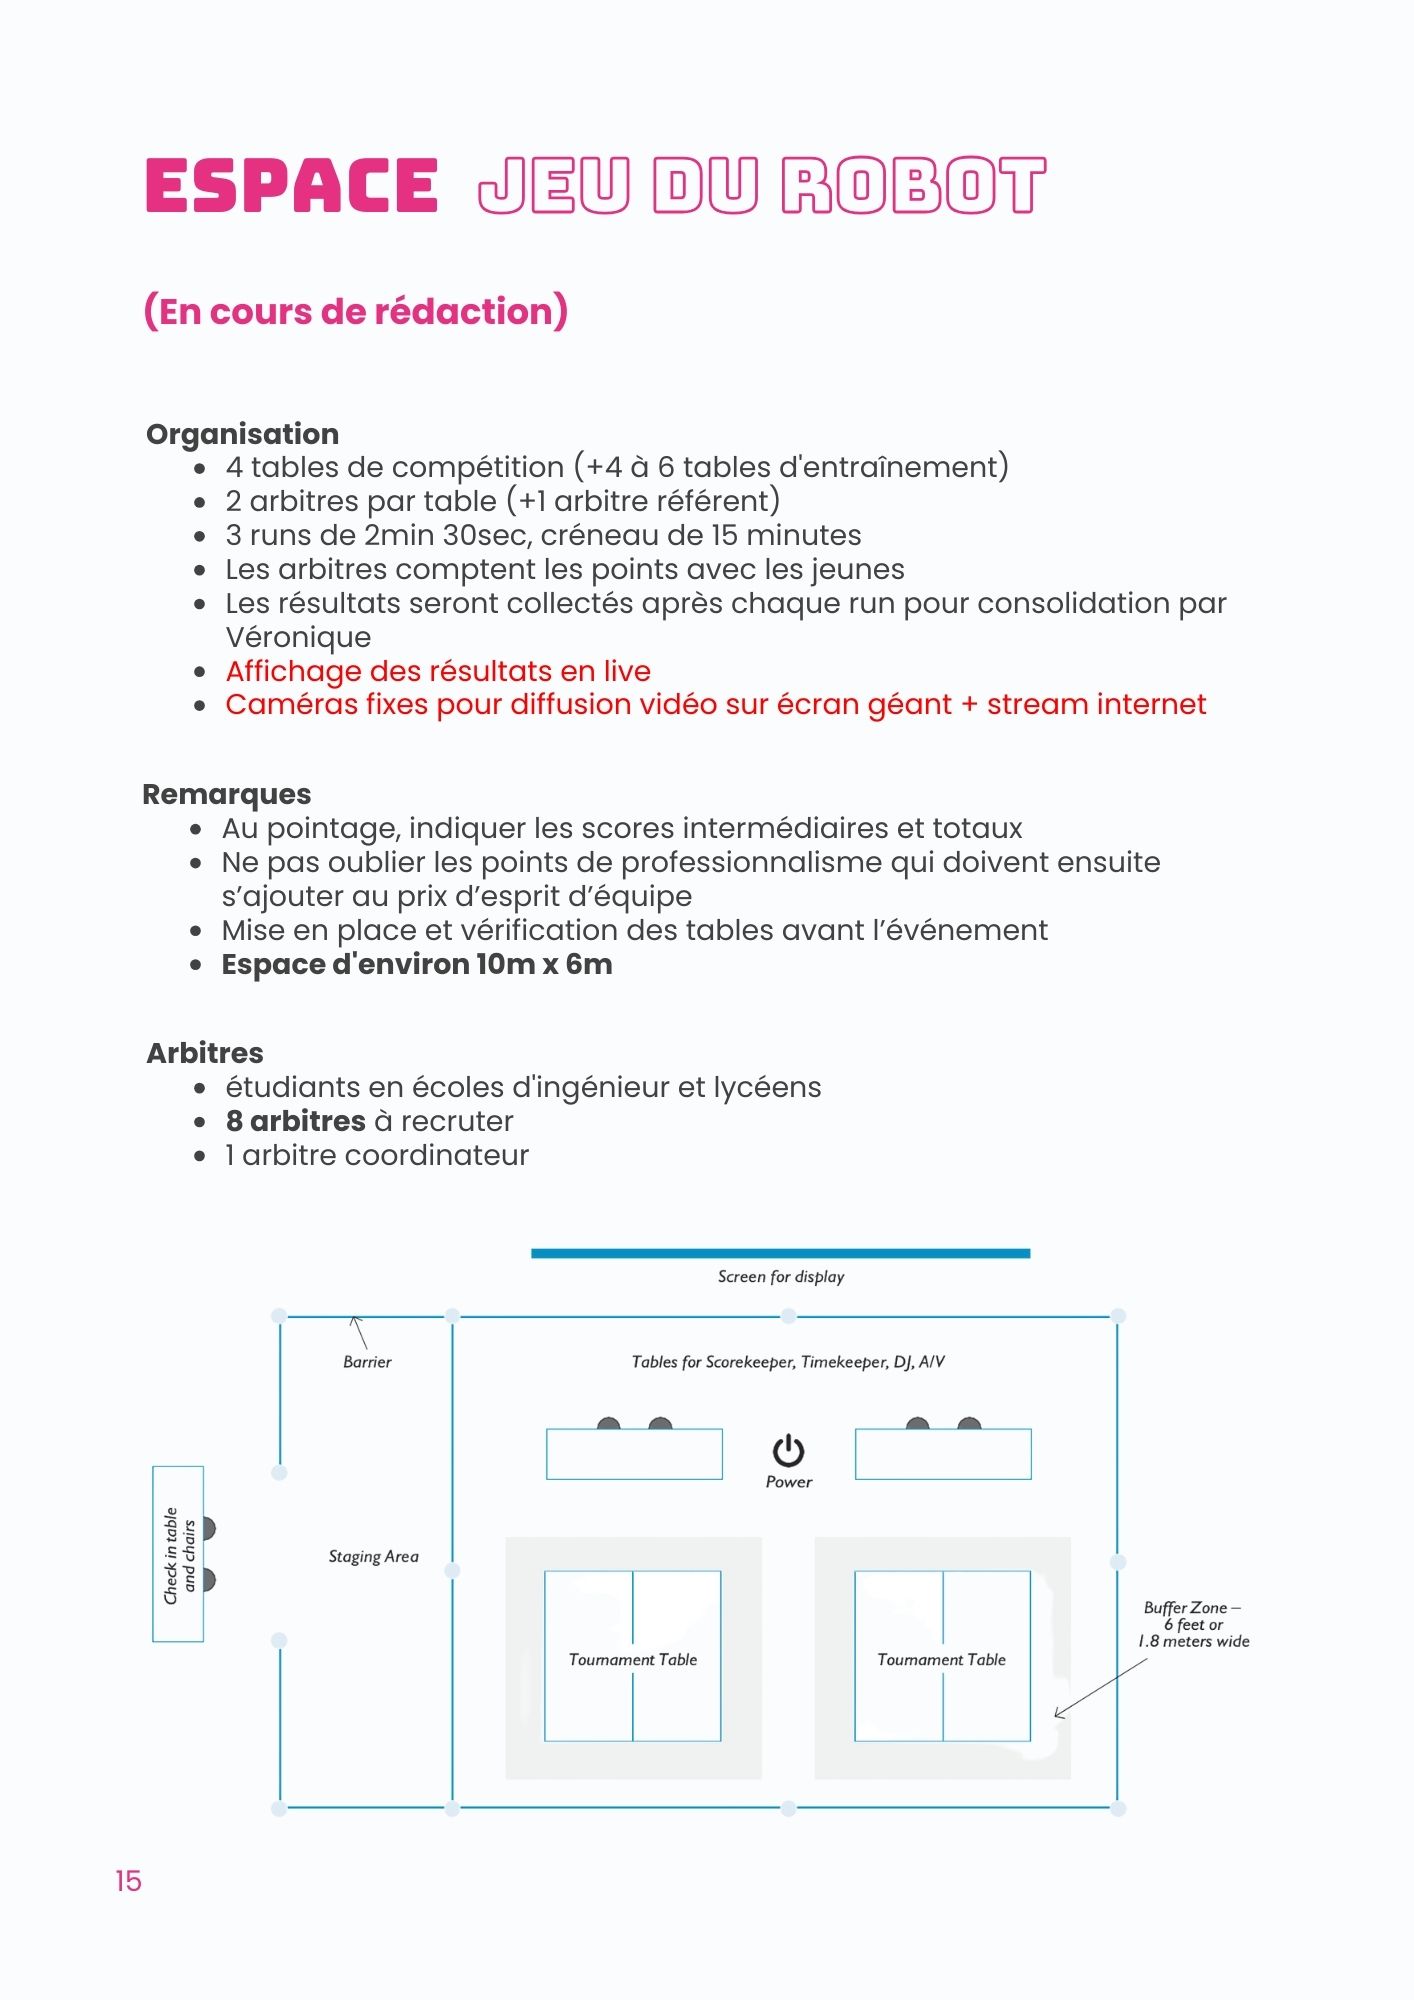 ESPACE JEU DU ROBOT
(En cours de rédaction)
Organisation
• 4 tables de compétition (+4 à 6 tables d'entraînement)
• 2 arbitres par table (+1 arbitre référent)
• 3 runs de 2min 30sec, créneau de 15 minutes
• Les arbitres comptent les points avec les jeunes
• Les résultats seront collectés après chaque run pour consolidation par
Véronique
• Affichage des résultats en live
• Caméras fixes pour diffusion vidéo sur écran géant + stream internet
Remarques
• Au pointage, indiquer les scores intermédiaires et totaux
• Ne pas oublier les points de professionnalisme qui doivent ensuite
s’ajouter au prix d’esprit d’équipe
• Mise en place et vérification des tables avant l’événement
• Espace d'environ 10m x 6m
Arbitres
• étudiants en écoles d'ingénieur et lycéens
• 8 arbitres à recruter
• 1 arbitre coordinateur
Screen for display
Barrier
Tables for Scorekeeper, Timekeeper, DJ, A/V
Power
Check in table
and chairs
Staging Area
Tournament Table
Tournament Table
Buffer Zone –
6 feet or
1.8 meters wide
15